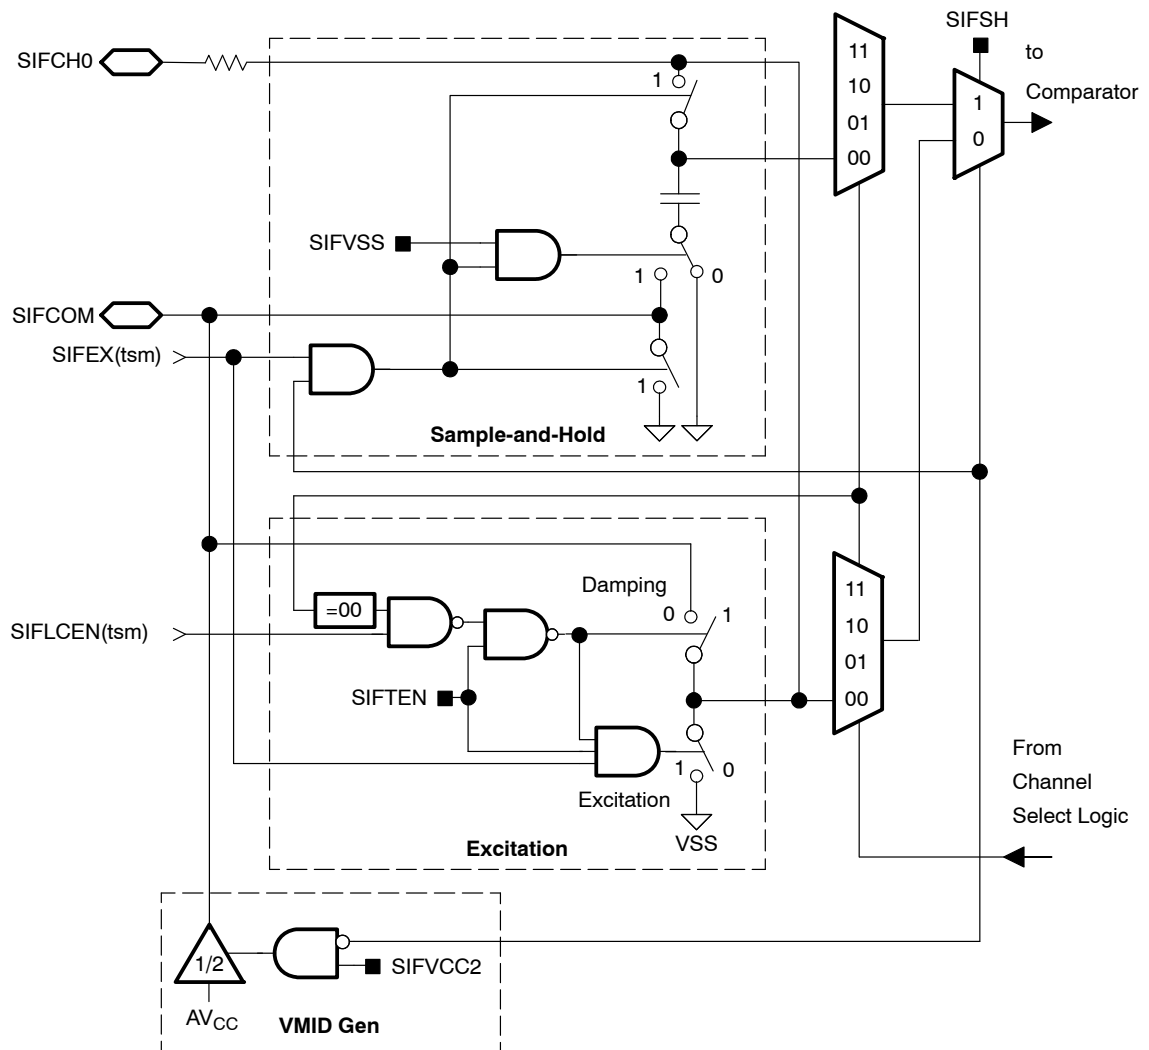 SIFSH
SIFCH0
to
Comparator
1
11
10
01
00
1
0
SIFVSS
1
0
SIFCOM
SIFEX(tsm)
1
Sample-and-Hold
Damping
0
1
=00
SIFLCEN(tsm)
11
10
01
00
SIFTEN
1
0
Excitation
VSS
Excitation
From
Channel
Select Logic
1/2
SIFVCC2
AVCC
VMID Gen